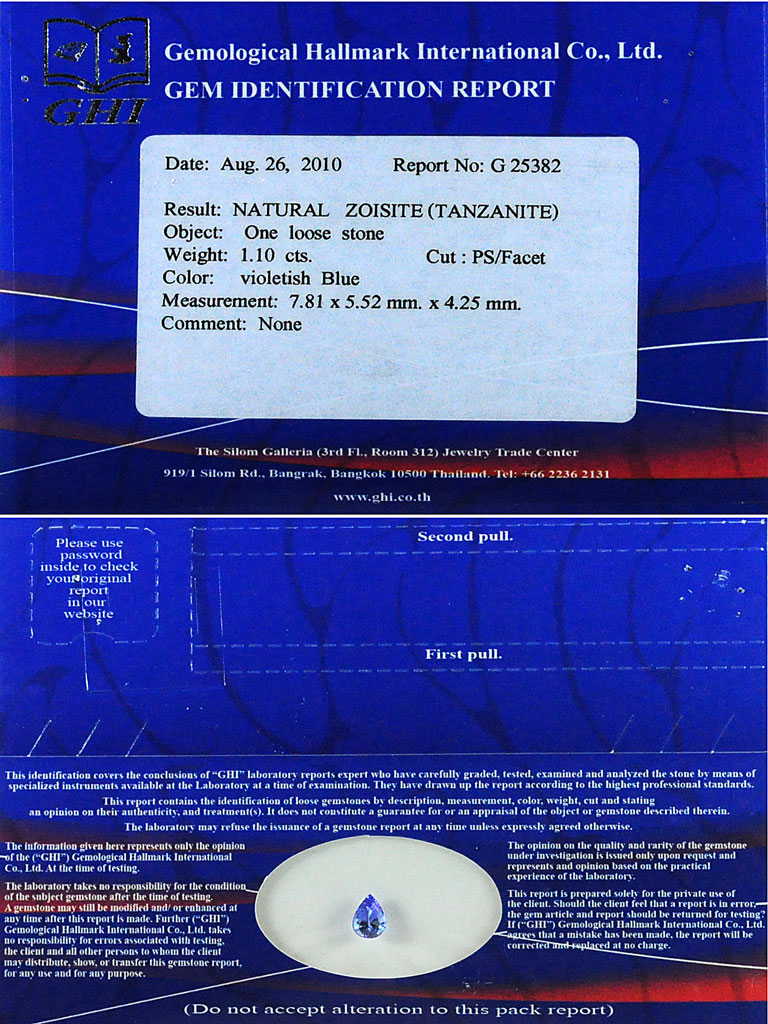 GHI
Gemological Hallmark International Co., Ltd.
GEM IDENTIFICATION REPORT
Date: Aug. 26, 2010 Report No: G 25382
Result: NATURAL ZOISITE (TANZANITE)
Object: One loose stone
Weight: 1.10 cts. Cut : PS/Facet
Color: violetish Blue
Measurement: 7.81 x 5.52 mm. x 4.25 mm.
Comment: None
The Silom Galleria (3rd Fl., Room 312) Jewelry Trade Center
919/1 Silom Rd., Bangrak, Bangkok 10500 Thailand. Tel: +66 2236 2131
www.ghi.co.th
Please use
password
inside to check
your original
report
in our
website
Second pull.
First pull.
This identification covers the conclusions of “GHI” laboratory reports expert who have carefully graded, tested, examined and analyzed the stone by means of
specialized instruments available at the Laboratory at a time of examination. They have drawn up the report according to the highest professional standards.
This report contains the identification of loose gemstones by description, measurement, color, weight, cut and stating
an opinion on their authenticity, and treatment(s). It does not constitute a guarantee for or an appraisal of the object or gemstone described therein.
The laboratory may refuse the issuance of a gemstone report at any time unless expressly agreed otherwise.
The information given here represents only the opinion
of the (“GHI”) Gemological Hallmark International
Co., Ltd. At the time of testing.
The laboratory takes no responsibility for the condition
of the subject gemstone after the time of testing.
A gemstone may still be modified and/ or enhanced at
any time after this report is made. Further (“GHI”)
Gemological Hallmark International Co., Ltd. takes
no responsibility for errors associated with testing,
the client and all other persons to whom the client
may distribute, show, or transfer this gemstone report,
for any use and for any purpose.
The opinion on the quality and rarity of the gemstone
under investigation is issued only upon request and
represents and opinion based on the practical
experience of the laboratory.
This report is prepared solely for the private use of
the client. Should the client feel that a report is in error,
the gem article and report should be returned for testing?
If (“GHI”) Gemological Hallmark International Co., Ltd.
agrees that a mistake has been made, the report will be
corrected and replaced at no charge.
(Do not accept alteration to this pack report)